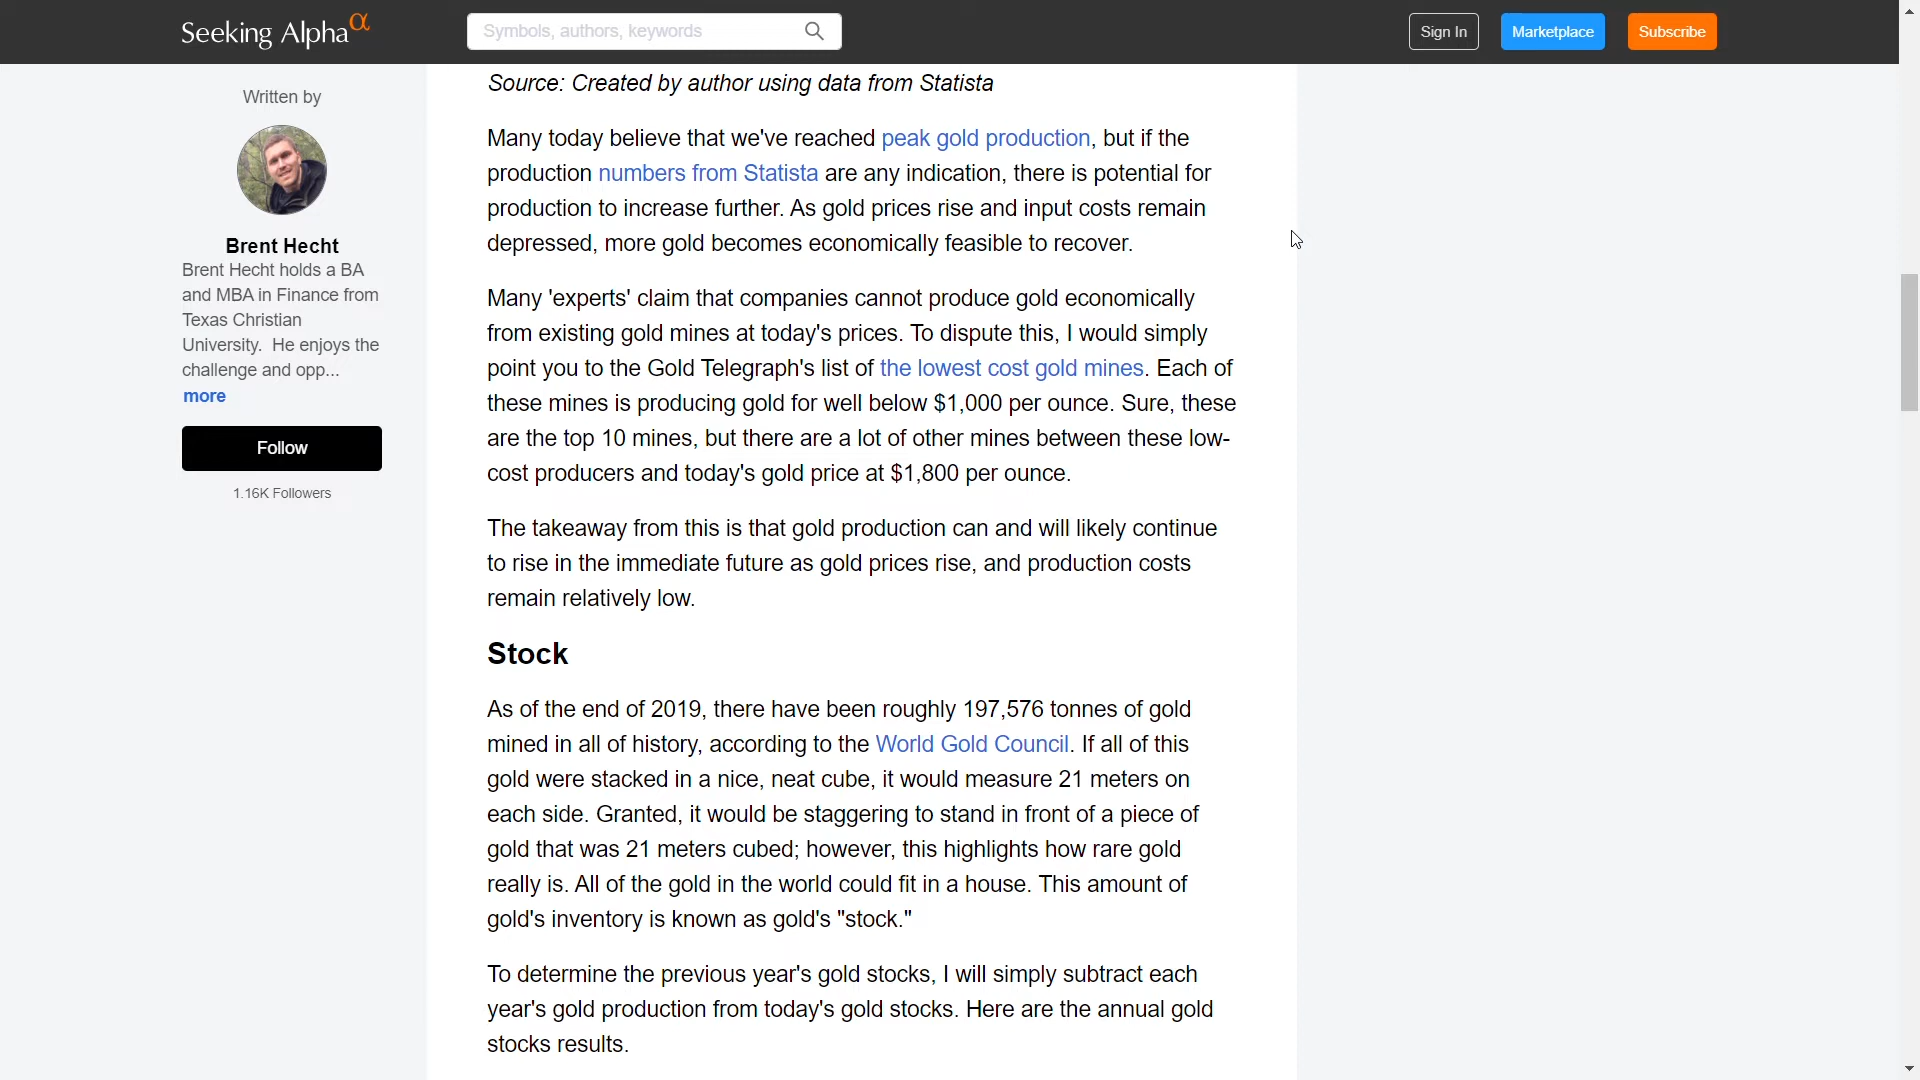 Seeking Alpha α
Symbols, authors, keywords
Sign In
Marketplace
Subscribe
Written by
Brent Hecht
Brent Hecht holds a BA
and MBA in Finance from
Texas Christian
University.  He enjoys the
challenge and opp...
more
Follow
1.16K Followers
Source: Created by author using data from Statista
Many today believe that we've reached peak gold production, but if the
production numbers from Statista are any indication, there is potential for
production to increase further. As gold prices rise and input costs remain
depressed, more gold becomes economically feasible to recover.
Many 'experts' claim that companies cannot produce gold economically
from existing gold mines at today's prices. To dispute this, I would simply
point you to the Gold Telegraph's list of the lowest cost gold mines. Each of
these mines is producing gold for well below $1,000 per ounce. Sure, these
are the top 10 mines, but there are a lot of other mines between these low-
cost producers and today's gold price at $1,800 per ounce.
The takeaway from this is that gold production can and will likely continue
to rise in the immediate future as gold prices rise, and production costs
remain relatively low.
Stock
As of the end of 2019, there have been roughly 197,576 tonnes of gold
mined in all of history, according to the World Gold Council. If all of this
gold were stacked in a nice, neat cube, it would measure 21 meters on
each side. Granted, it would be staggering to stand in front of a piece of
gold that was 21 meters cubed; however, this highlights how rare gold
really is. All of the gold in the world could fit in a house. This amount of
gold's inventory is known as gold's "stock."
To determine the previous year's gold stocks, I will simply subtract each
year's gold production from today's gold stocks. Here are the annual gold
stocks results.